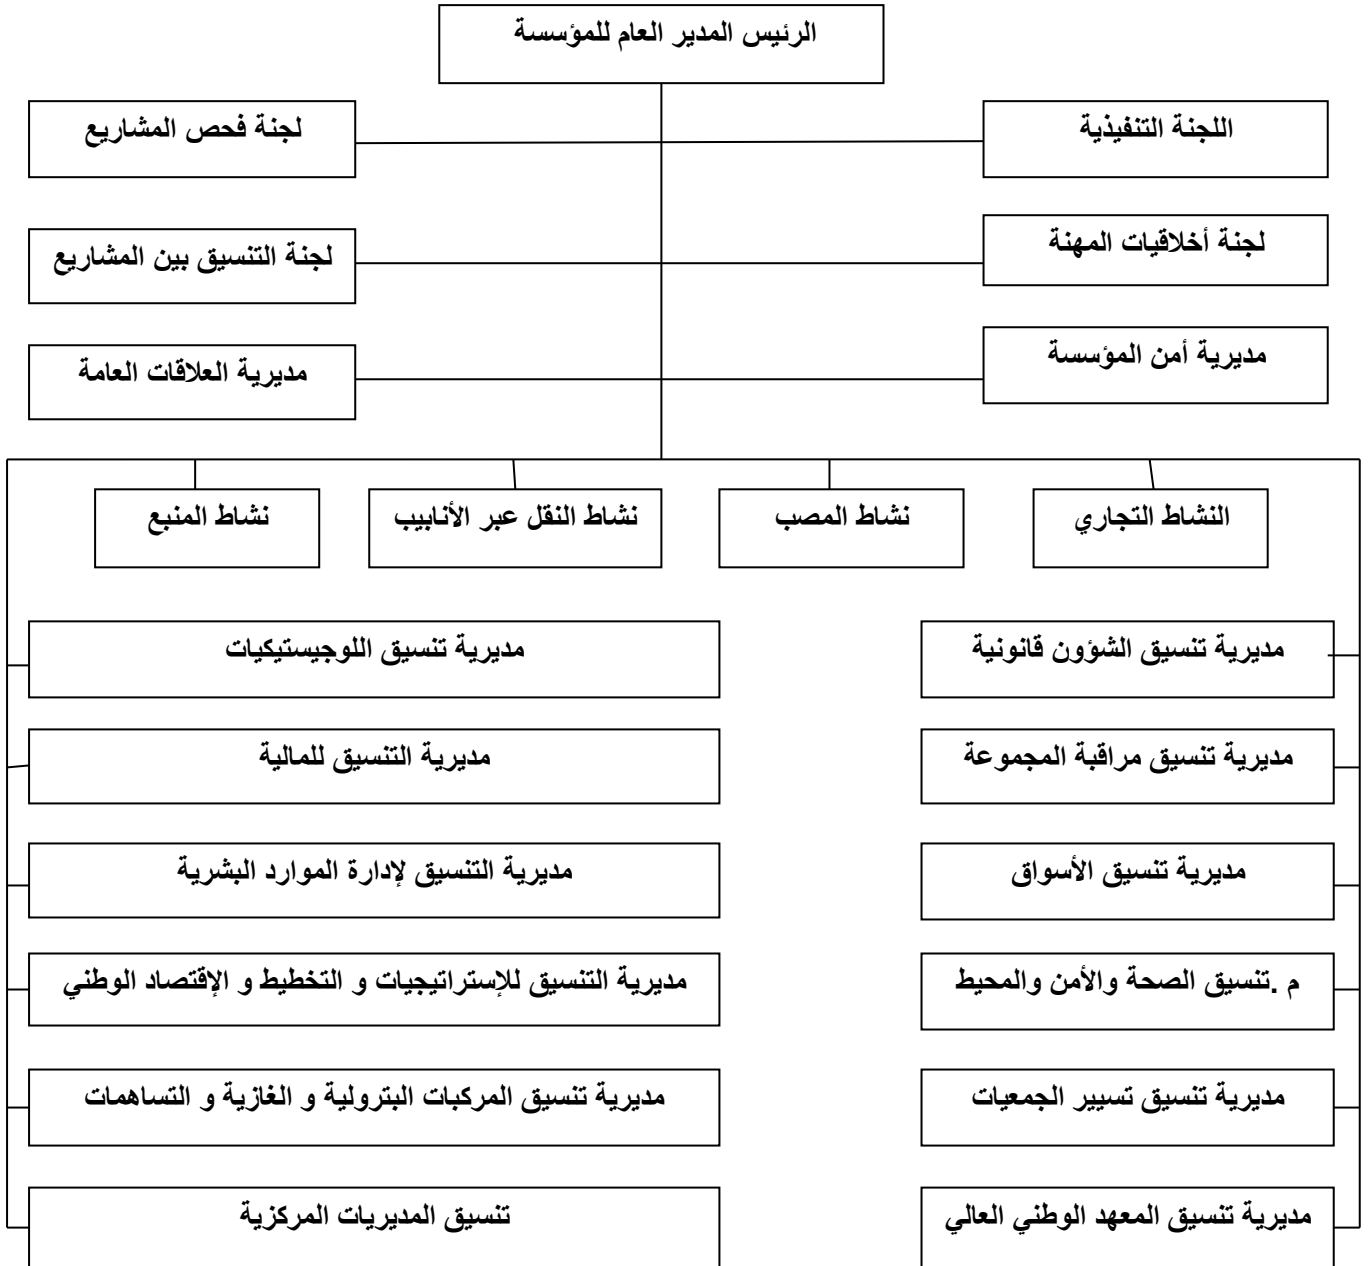 الرئيس المدير العام للمؤسسة
اللجنة التنفيذية
لجنة فحص المشاريع
لجنة أخلاقيات المهنة
لجنة التنسيق بين المشاريع
مديرية أمن المؤسسة
مديرية العلاقات العامة
النشاط التجاري
نشاط المصب
نشاط النقل عبر الأنابيب
نشاط المنبع
مديرية تنسيق الشؤون قانونية
مديرية تنسيق اللوجيستيكيات
مديرية تنسيق مراقبة المجموعة
مديرية التنسيق للمالية
مديرية تنسيق الأسواق
مديرية التنسيق لإدارة الموارد البشرية
م .تنسيق الصحة والأمن والمحيط
مديرية التنسيق للإستراتيجيات و التخطيط و الإقتصاد الوطني
مديرية تنسيق تسيير الجمعيات
مديرية تنسيق المركبات البترولية و الغازية و التساهمات
مديرية تنسيق المعهد الوطني العالي
تنسيق المديريات المركزية